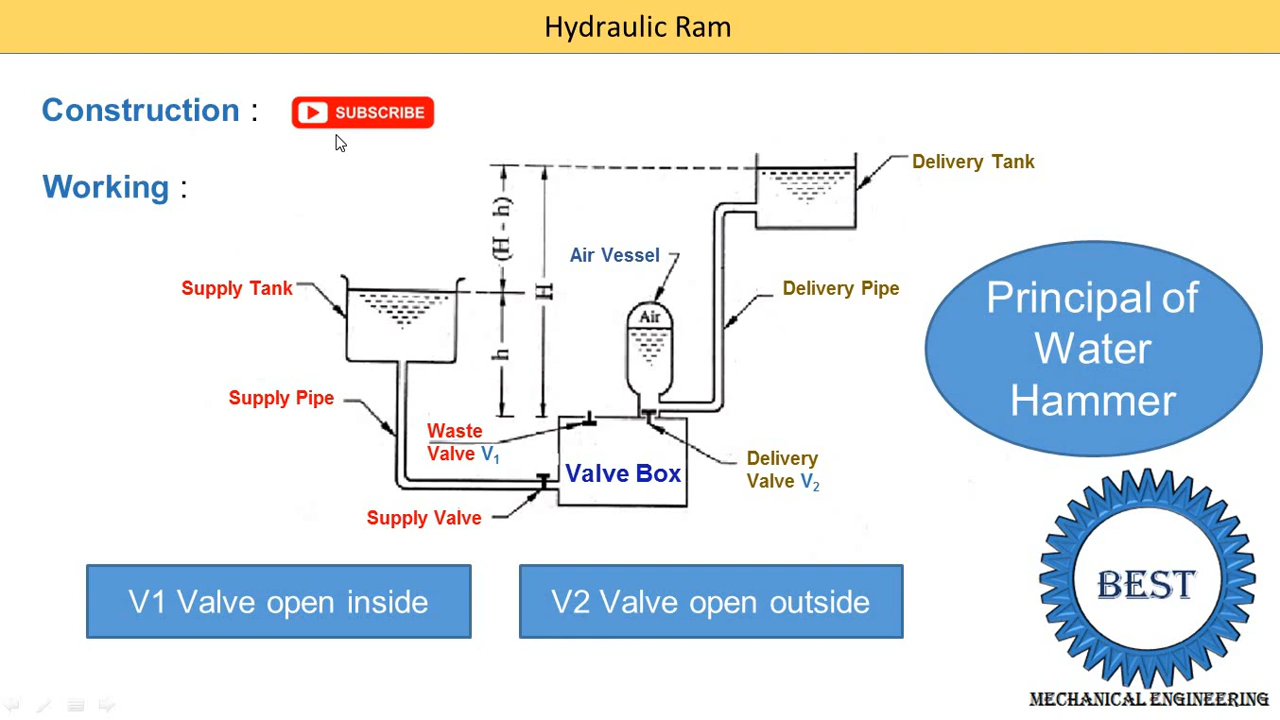 Hydraulic Ram
Construction :
SUBSCRIBE
Working :
Delivery Tank
(H - h)
Air Vessel
Supply Tank
H
Delivery Pipe
Air
h
Supply Pipe
Waste
Valve V₁
Valve Box
Delivery
Valve V₂
Supply Valve
Principal of
Water
Hammer
V1 Valve open inside
V2 Valve open outside
BEST
MECHANICAL ENGINEERING